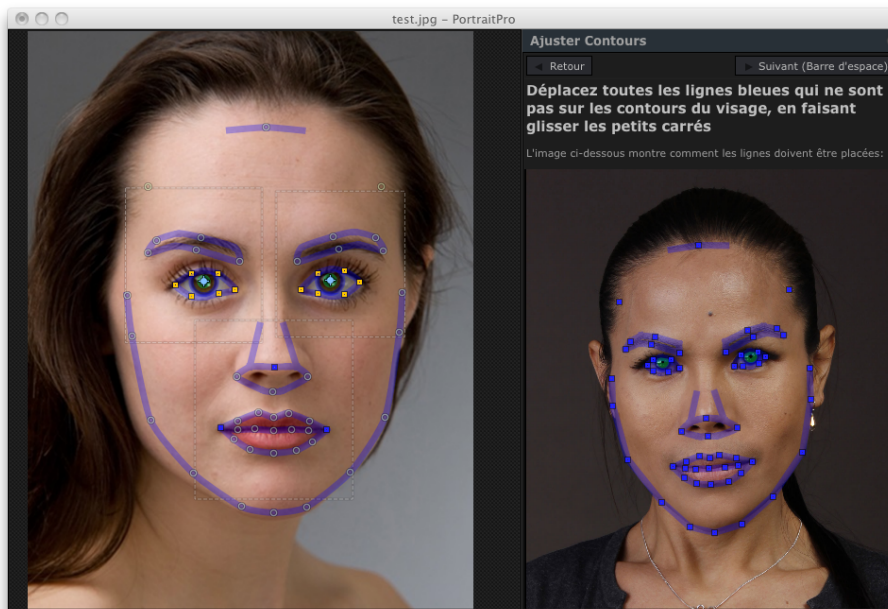 test.jpg – PortraitPro
Ajuster Contours
Retour
Suivant (Barre d'espace)
Déplacez toutes les lignes bleues qui ne sont
pas sur les contours du visage, en faisant
glisser les petits carrés
L'image ci-dessous montre comment les lignes doivent être placées: